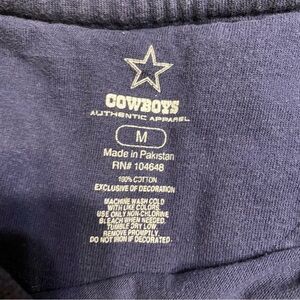 COWBOYS
AUTHENTIC APPAREL
M
Made in Pakistan
RN# 104648
100% COTTON
EXCLUSIVE OF DECORATION
MACHINE WASH COLD
WITH LIKE COLORS.
USE ONLY NON-CHLORINE
BLEACH WHEN NEEDED.
TUMBLE DRY LOW.
REMOVE PROMPTLY.
DO NOT IRON IF DECORATED.